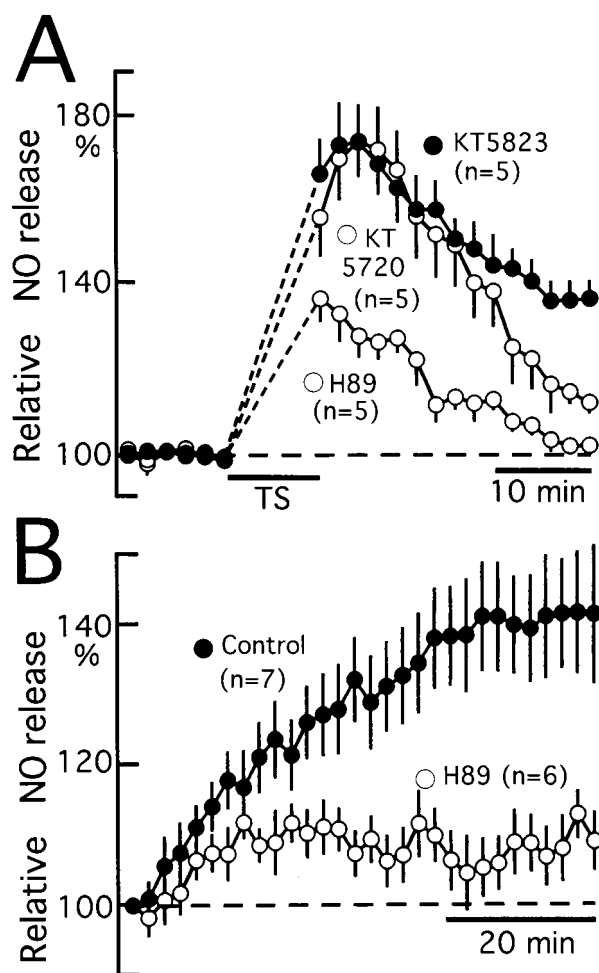 A
Relative NO release
180
%
140
100
KT5823
(n=5)
KT
5720
(n=5)
H89
(n=5)
TS
10 min
B
Relative NO release
140
%
120
100
Control
(n=7)
H89 (n=6)
20 min